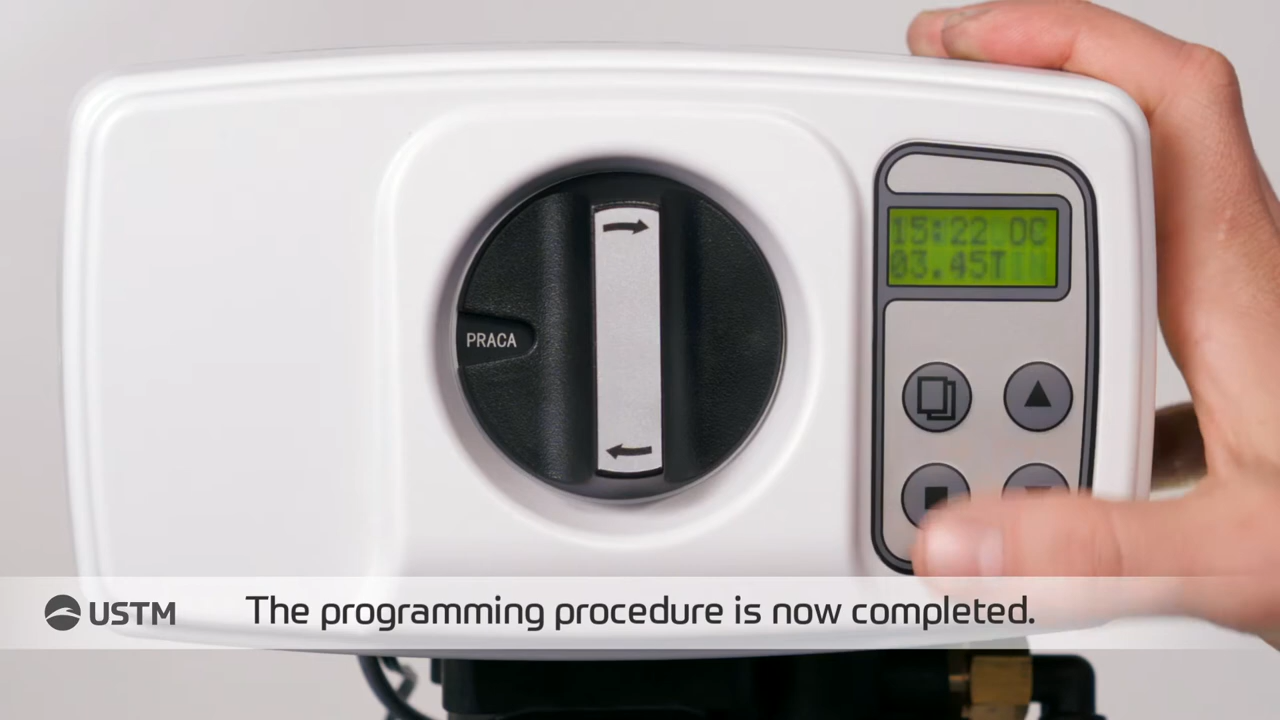 15:22 OC
03.45T
PRACA
USTM
The programming procedure is now completed.